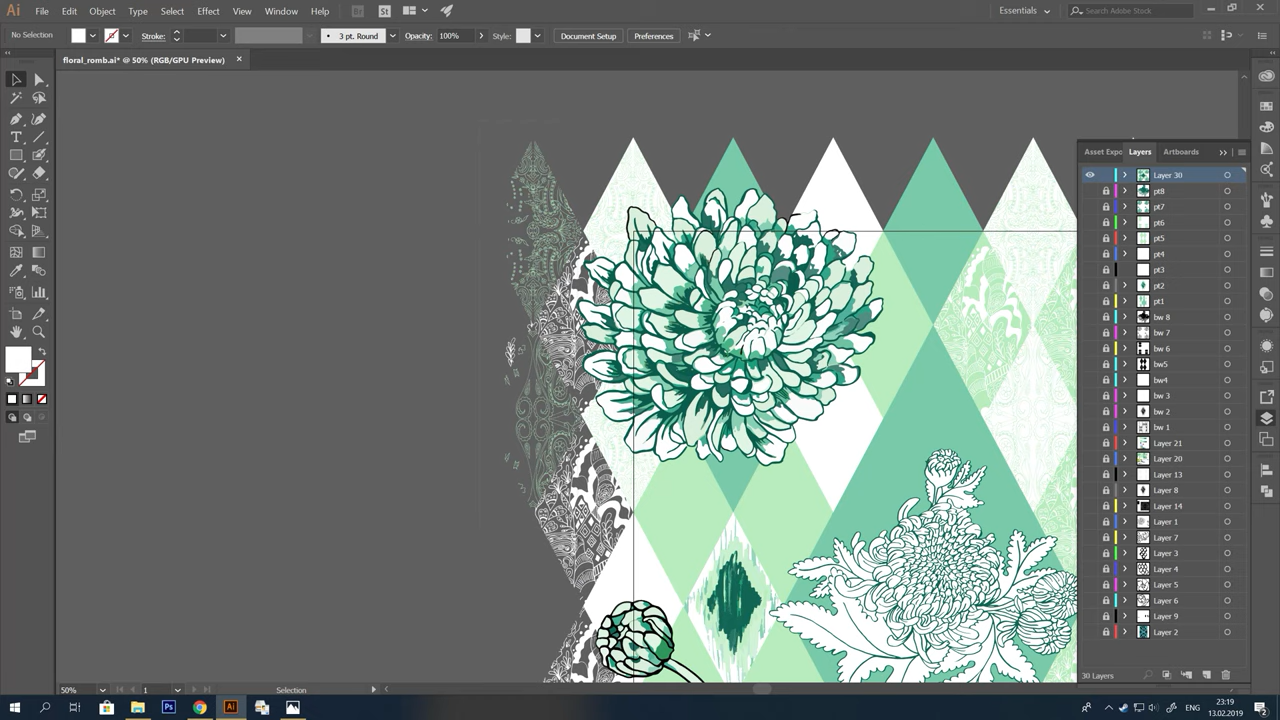 Ai File Edit Object Type Select Effect View Window Help Br St Essentials Search Adobe Stock
No Selection Stroke: 3 pt. Round Opacity: 100% Style: Document Setup Preferences
floral_romb.ai* @ 50% (RGB/GPU Preview)
Asset Expo Layers Artboards
Layer 30
pt8
pt7
pt6
pt5
pt4
pt3
pt2
pt1
bw 8
bw 7
bw 6
bw5
bw4
bw 3
bw 2
bw 1
Layer 21
Layer 20
Layer 13
Layer 8
Layer 14
Layer 1
Layer 7
Layer 3
Layer 4
Layer 5
Layer 6
Layer 9
Layer 2
30 Layers
50% 1 Selection
Ps Ai ENG 23:19
13.02.2019 2